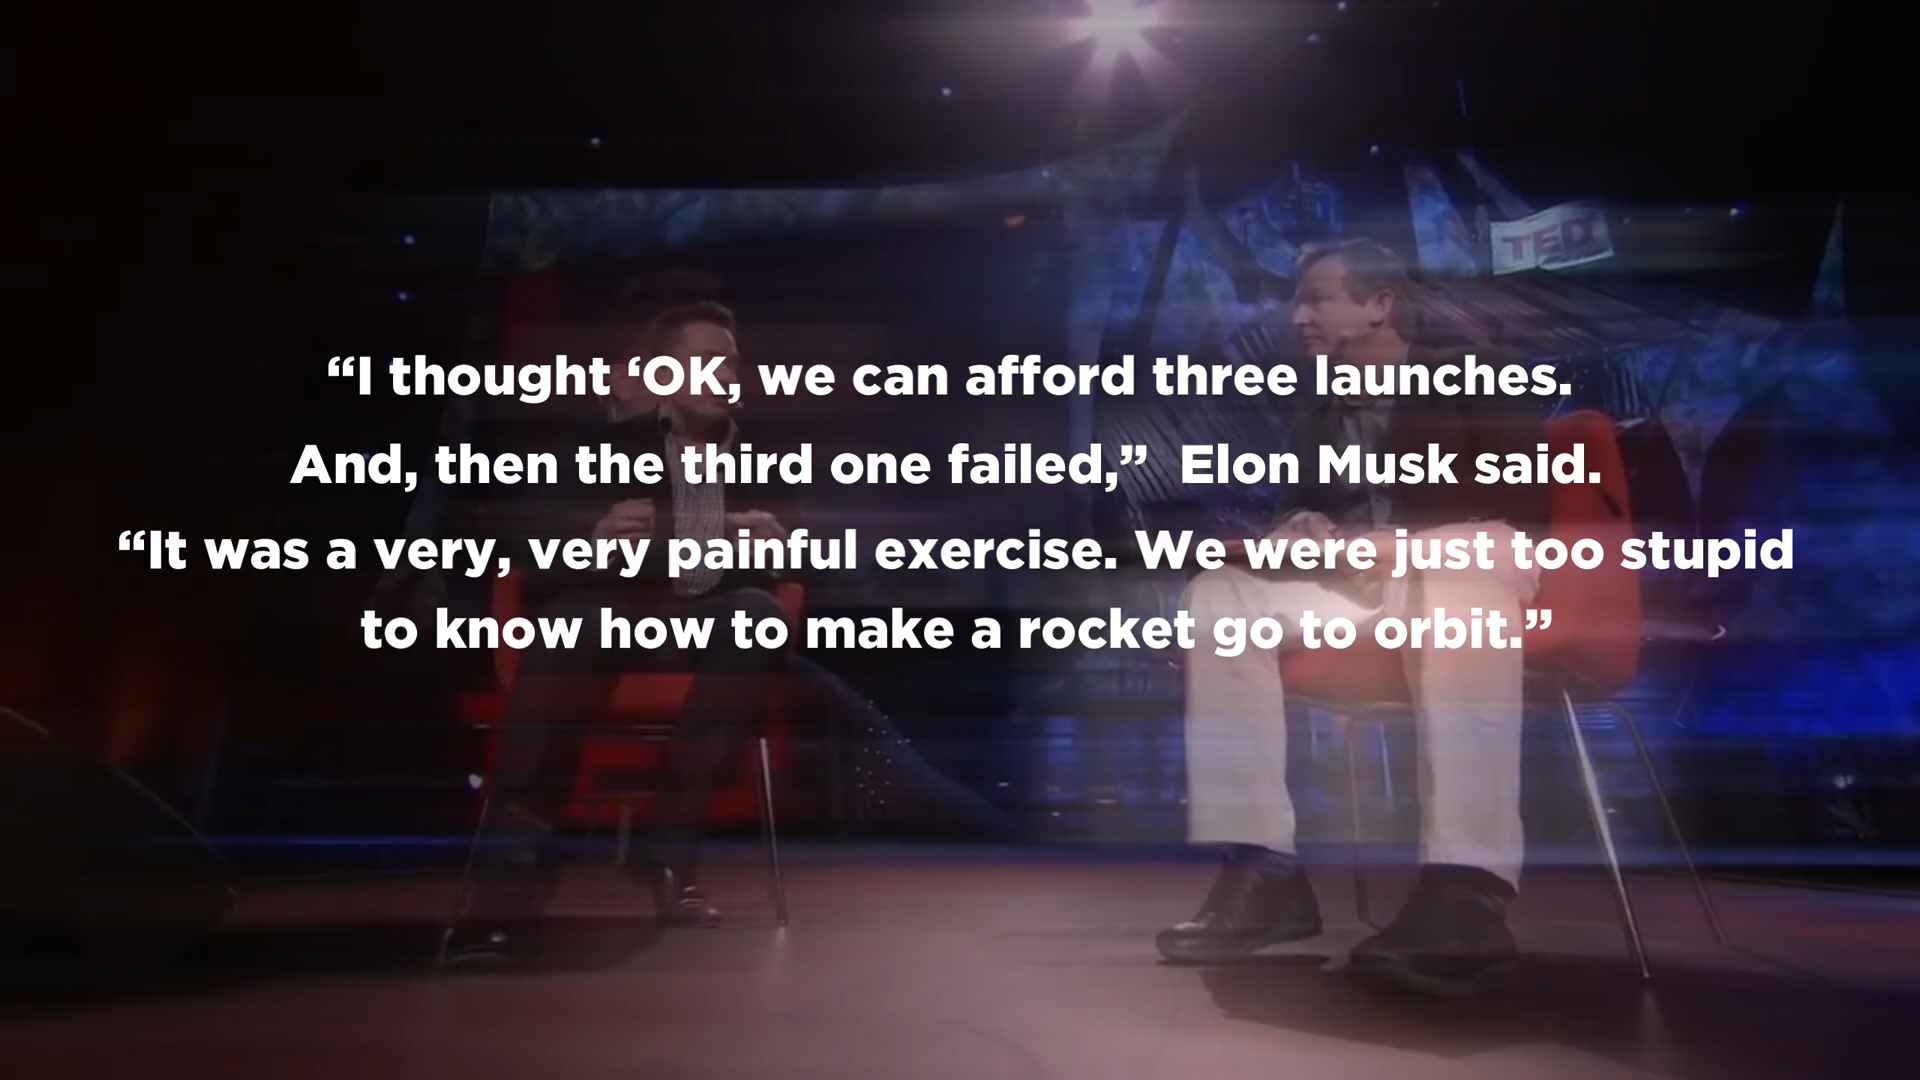 TED
“I thought ‘OK, we can afford three launches.
And, then the third one failed,”  Elon Musk said.
“It was a very, very painful exercise. We were just too stupid
to know how to make a rocket go to orbit.”